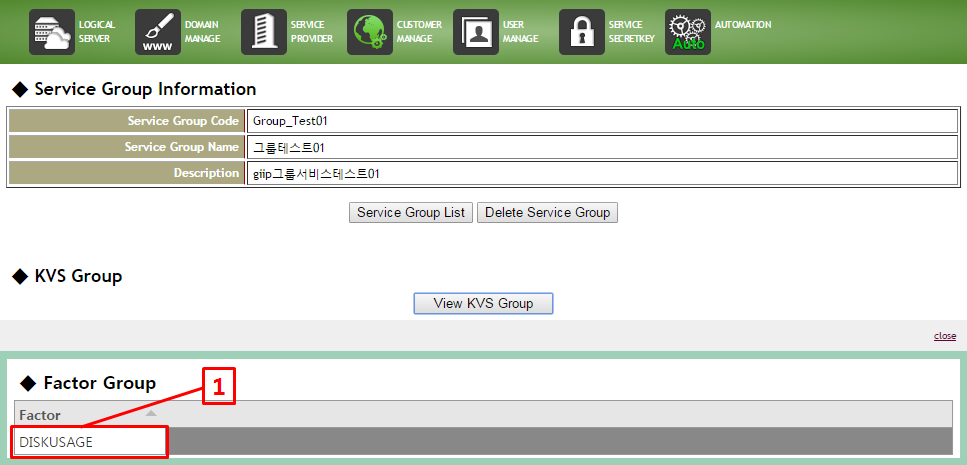 LOGICAL
SERVER
WWW
DOMAIN
MANAGE
SERVICE
PROVIDER
CUSTOMER
MANAGE
USER
MANAGE
SERVICE
SECRETKEY
Auto
AUTOMATION
◆ Service Group Information
Service Group Code Group_Test01
Service Group Name 그룹테스트01
Description giip그룹서비스테스트01
Service Group List Delete Service Group
◆ KVS Group
View KVS Group
close
◆ Factor Group
1
Factor
DISKUSAGE